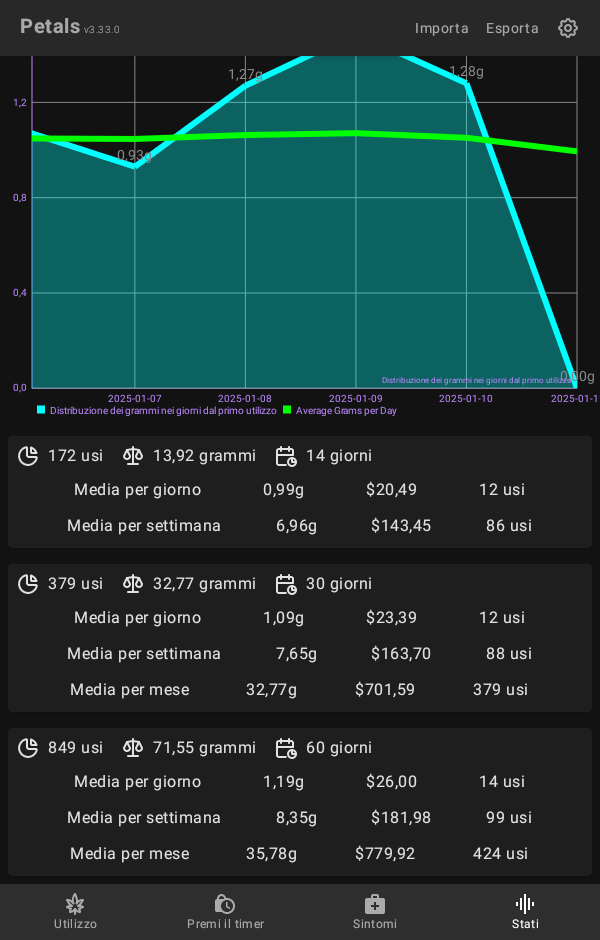 Petals v3.33.0 Importa Esporta
1,27g 1,28g
1,2
0,93g
0,8
0,4
0,00g
Distribuzione dei grammi nei giorni dal primo utilizzo
0,0
2025-01-07 2025-01-08 2025-01-09 2025-01-10 2025-01-1
Distribuzione dei grammi nei giorni dal primo utilizzo Average Grams per Day
172 usi 13,92 grammi 14 giorni
Media per giorno 0,99g $20,49 12 usi
Media per settimana 6,96g $143,45 86 usi
379 usi 32,77 grammi 30 giorni
Media per giorno 1,09g $23,39 12 usi
Media per settimana 7,65g $163,70 88 usi
Media per mese 32,77g $701,59 379 usi
849 usi 71,55 grammi 60 giorni
Media per giorno 1,19g $26,00 14 usi
Media per settimana 8,35g $181,98 99 usi
Media per mese 35,78g $779,92 424 usi
Utilizzo Premi il timer Sintomi Stati